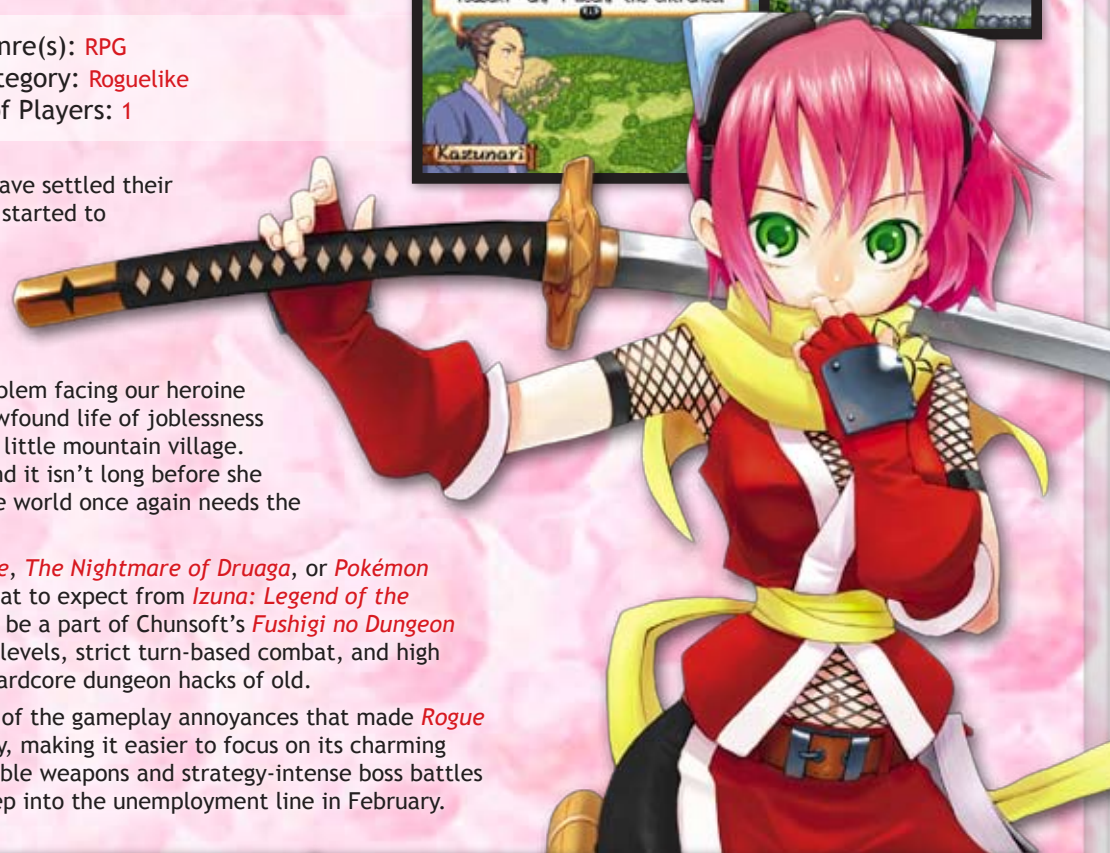 Kazunari
nre(s): RPG
tegory: Roguelike
f Players: 1
ave settled their
started to
blem facing our heroine
wfound life of joblessness
little mountain village.
nd it isn't long before she
e world once again needs the
e, The Nightmare of Druaga, or Pokémon
at to expect from Izuna: Legend of the
be a part of Chunsoft's Fushigi no Dungeon
levels, strict turn-based combat, and high
ardcore dungeon hacks of old.
of the gameplay annoyances that made Rogue
y, making it easier to focus on its charming
ble weapons and strategy-intense boss battles
ep into the unemployment line in February.